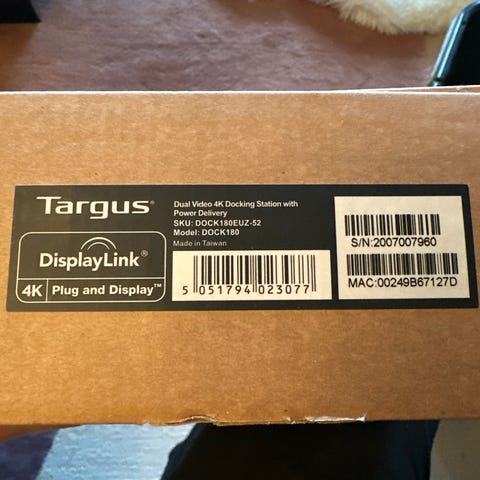 Targus®
DisplayLink®
4K Plug and Display™
Dual Video 4K Docking Station with
Power Delivery
SKU: DOCK180EUZ-52
Model: DOCK180
Made in Taiwan
5 051794 023077
S/N:2007007960
MAC:00249B67127D